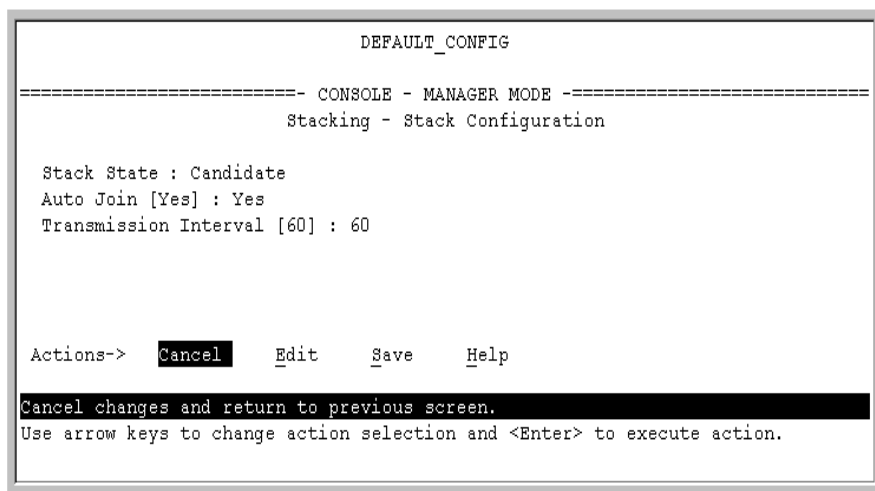 DEFAULT_CONFIG
==========================- CONSOLE - MANAGER MODE -============================
Stacking - Stack Configuration
Stack State : Candidate
Auto Join [Yes] : Yes
Transmission Interval [60] : 60
Actions-> Cancel Edit Save Help
Cancel changes and return to previous screen.
Use arrow keys to change action selection and <Enter> to execute action.